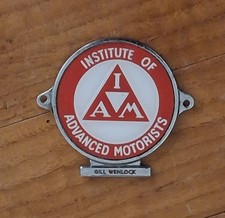 INSTITUTE OF
I
A M
ADVANCED MOTORISTS
GILL WENLOCK